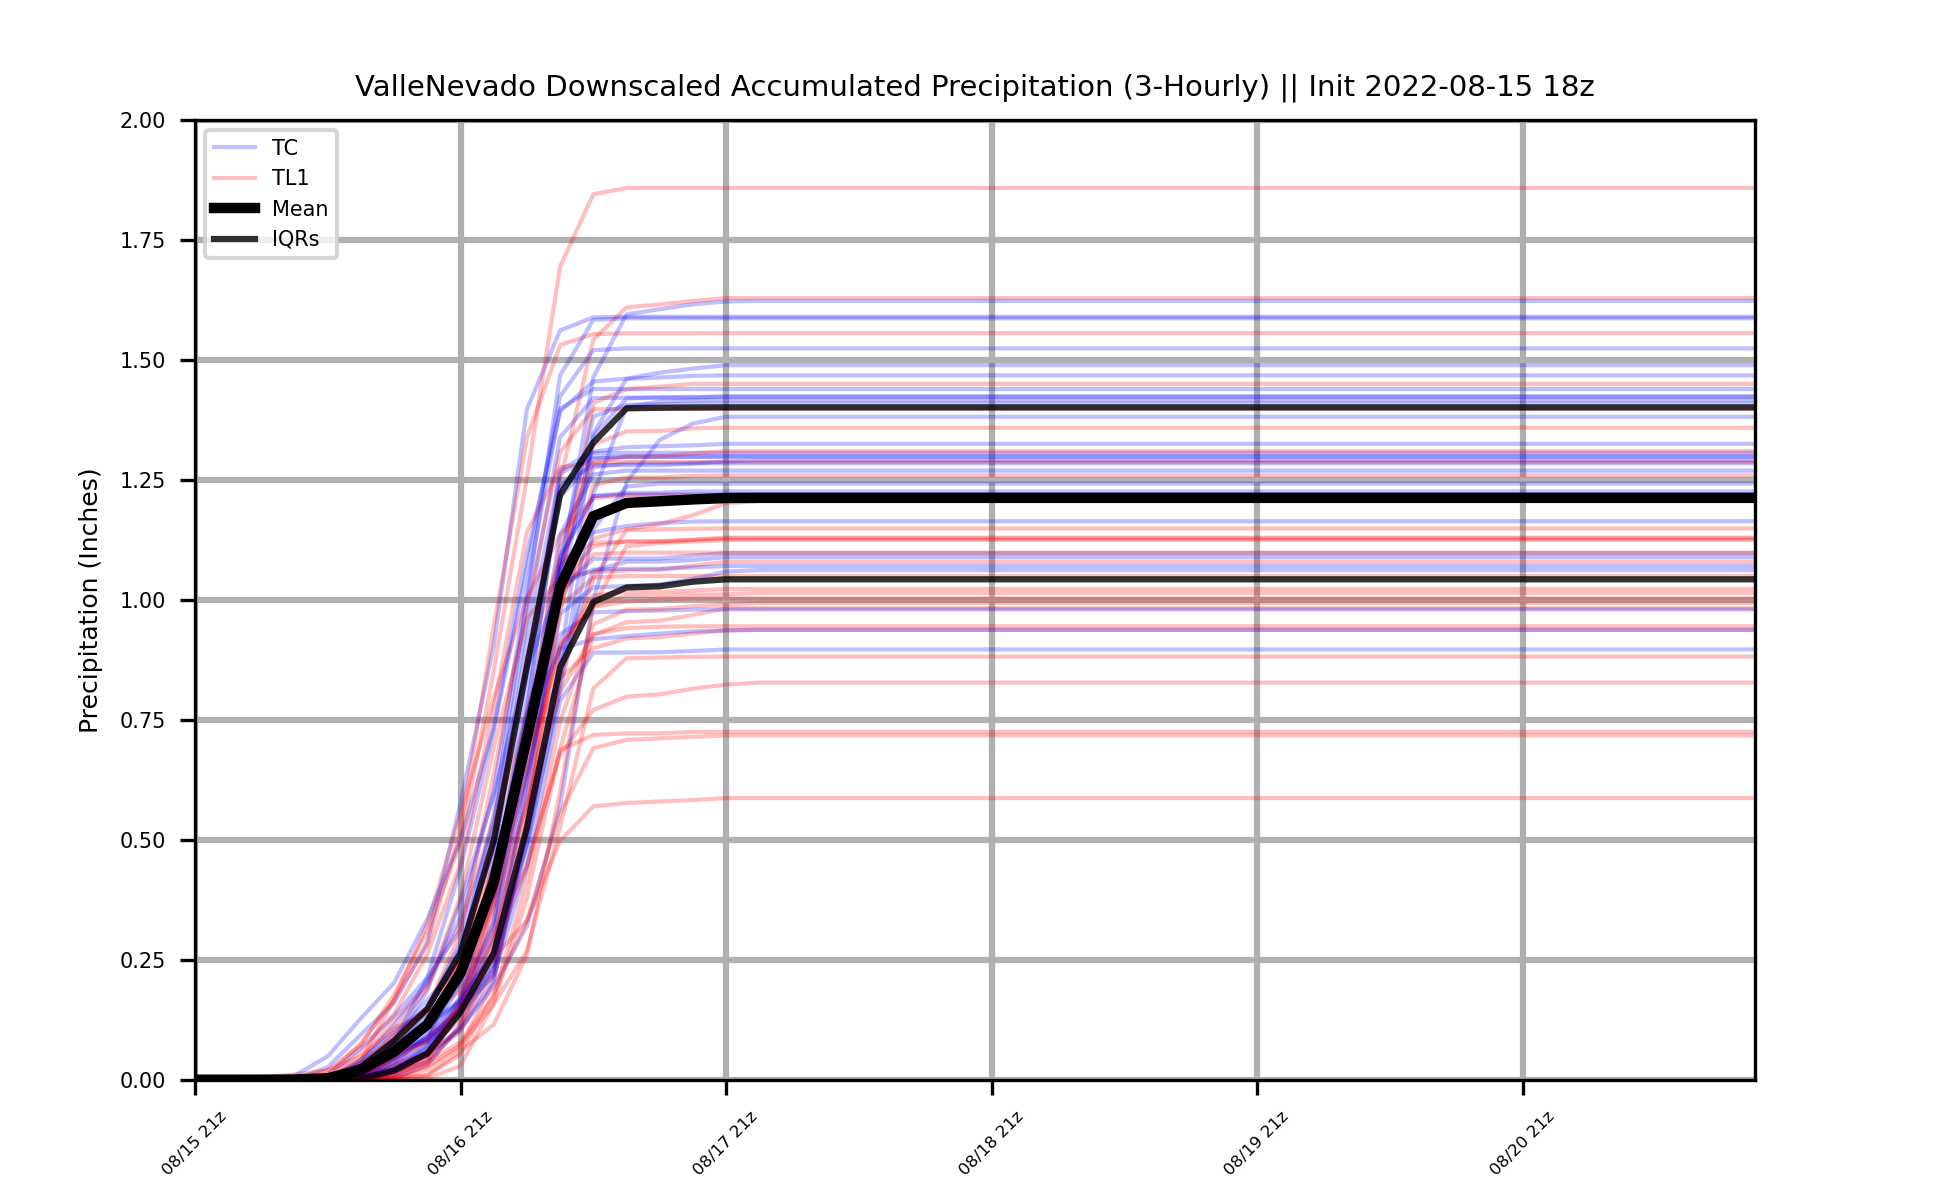 ValleNevado Downscaled Accumulated Precipitation (3-Hourly) || Init 2022-08-15 18z
TC
TL1
Mean
IQRs
Precipitation (Inches)
2.00
1.75
1.50
1.25
1.00
0.75
0.50
0.25
0.00
08/15 21z
08/16 21z
08/17 21z
08/18 21z
08/19 21z
08/20 21z